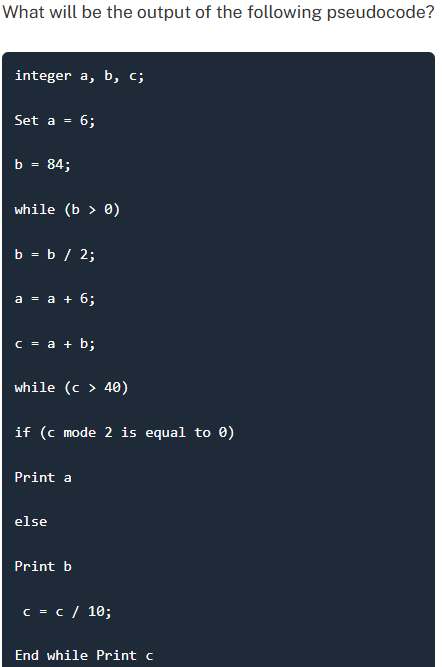 What will be the output of the following pseudocode?
integer a, b, c;
Set a = 6;
b = 84;
while (b > 0)
b = b / 2;
a = a + 6;
c = a + b;
while (c > 40)
if (c mode 2 is equal to 0)
Print a
else
Print b
c = c / 10;
End while Print c